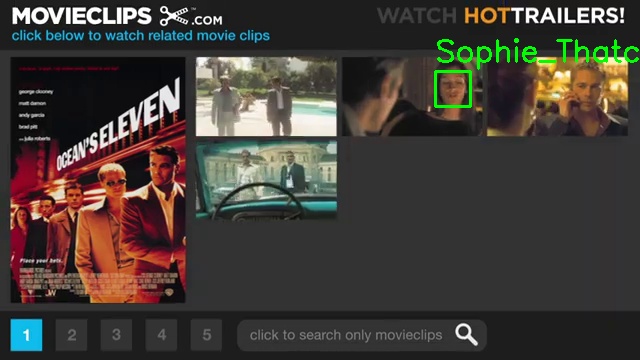 MOVIECLIPS .COM
WATCH HOTTRAILERS!
click below to watch related movie clips
Sophie_Thatc
george clooney
matt damon
andy garcia
brad pitt
julia roberts
OCEAN'S ELEVEN
Place your bets.
1 2 3 4 5
click to search only movieclips